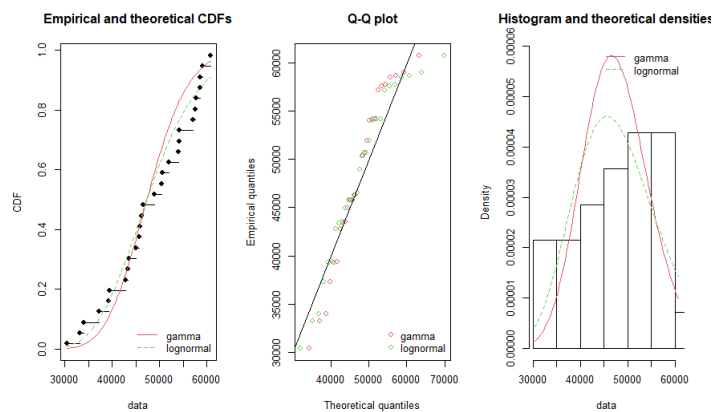 Empirical and theoretical CDFs
CDF
1.0
0.8
0.6
0.4
0.2
0.0
gamma
lognormal
30000 40000 50000 60000
data
Q-Q plot
Empirical quantiles
60000
55000
50000
45000
40000
35000
30000
gamma
lognormal
40000 50000 60000 70000
Theoretical quantiles
Histogram and theoretical densities
Density
0.00006
0.00005
0.00004
0.00003
0.00002
0.00001
0.00000
gamma
lognormal
30000 40000 50000 60000
data